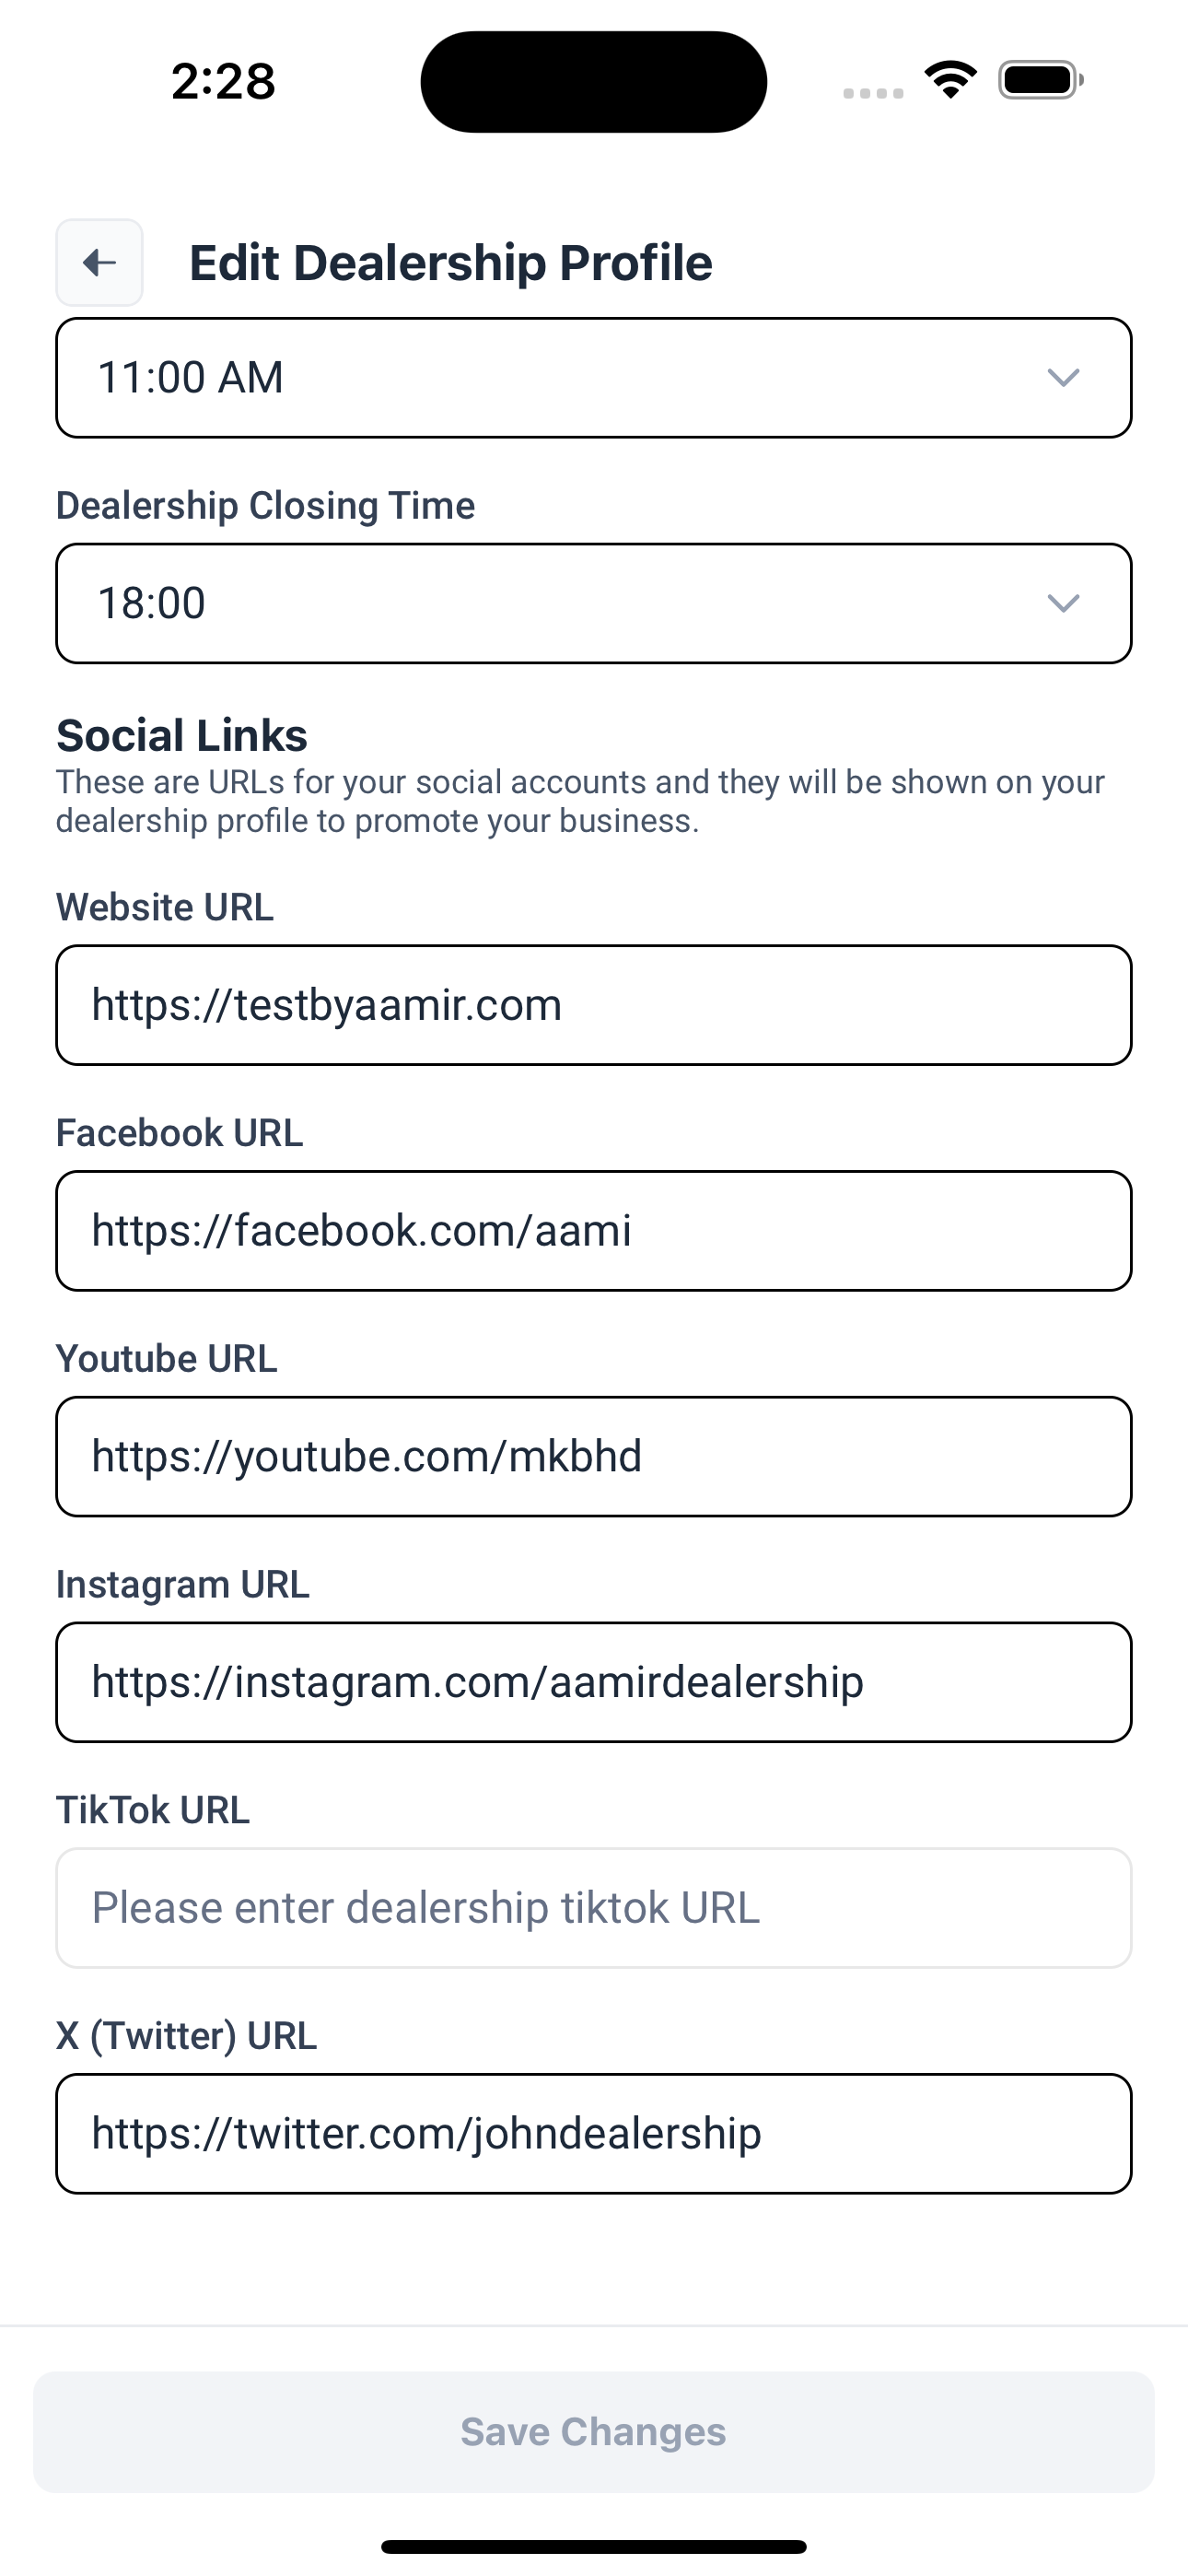 2:28
Edit Dealership Profile
11:00 AM
Dealership Closing Time
18:00
Social Links
These are URLs for your social accounts and they will be shown on your
dealership profile to promote your business.
Website URL
https://testbyaamir.com
Facebook URL
https://facebook.com/aami
Youtube URL
https://youtube.com/mkbhd
Instagram URL
https://instagram.com/aamirdealership
TikTok URL
Please enter dealership tiktok URL
X (Twitter) URL
https://twitter.com/johndealership
Save Changes